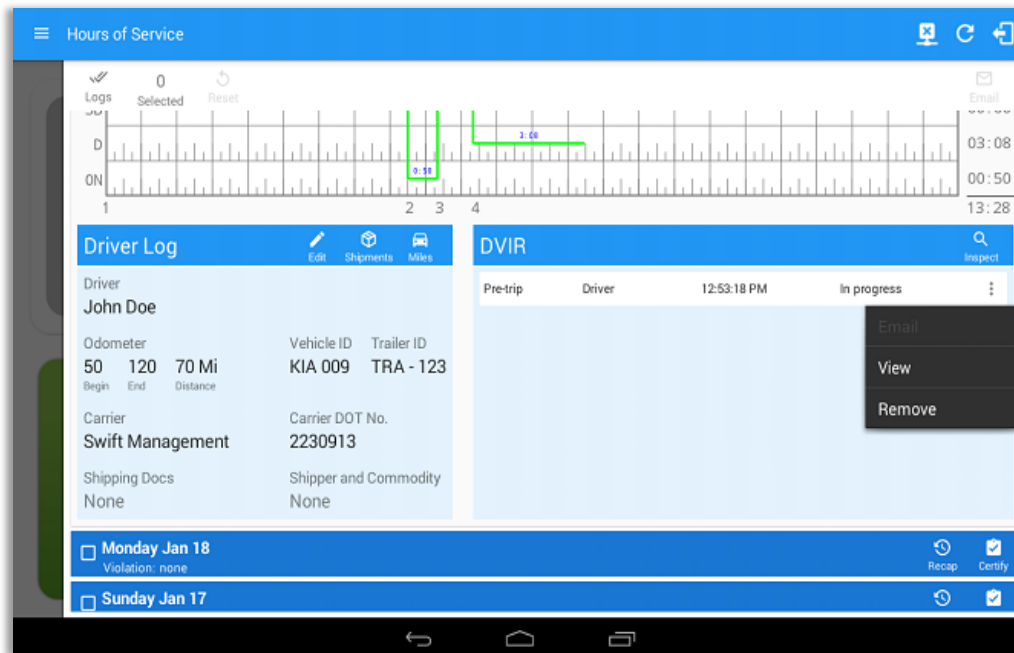 Hours of Service
Logs
0
Selected
Reset
Email
D
3:08
03:08
ON
00:50
1 2 3 4
13:28
Driver Log
Edit Shipments Miles
DVIR
Inspect
Driver
John Doe
Pre-trip Driver 12:53:18 PM In progress
Email
View
Remove
Odometer
50 120 70 Mi
Begin End Distance
Vehicle ID Trailer ID
KIA 009 TRA - 123
Carrier
Swift Management
Carrier DOT No.
2230913
Shipping Docs
None
Shipper and Commodity
None
Monday Jan 18
Violation: none
Recap Certify
Sunday Jan 17